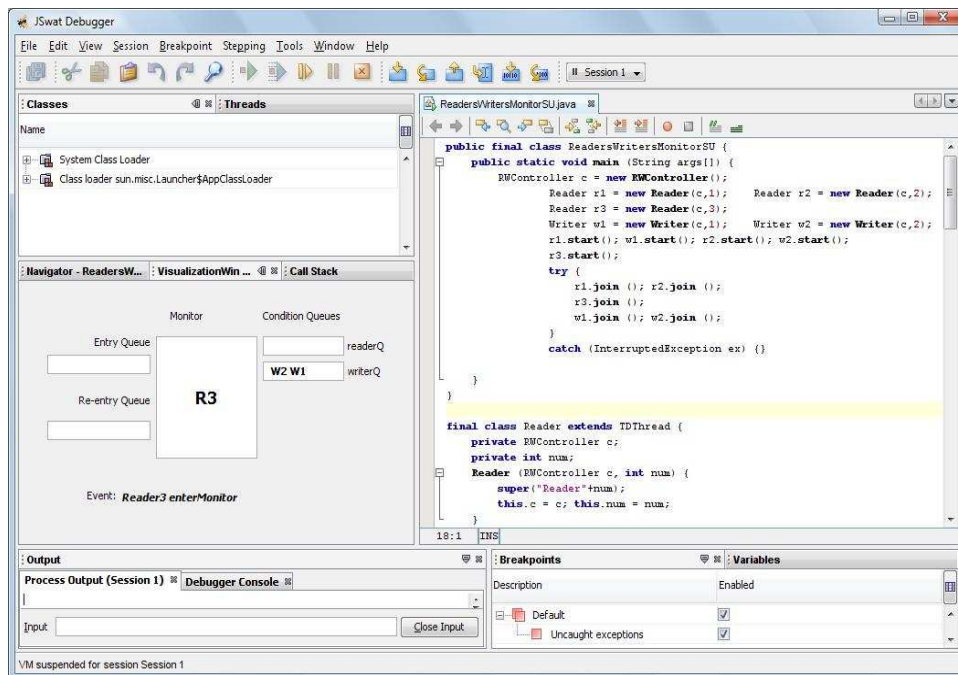 JSwat Debugger
File Edit View Session Breakpoint Stepping Tools Window Help
Session 1
Classes
Threads
Name
System Class Loader
Class loader sun.misc.Launcher$AppClassLoader
Navigator - ReadersW...
VisualizationWin ...
Call Stack
Monitor
Condition Queues
Entry Queue
readerQ
W2 W1
writerQ
Re-entry Queue
R3
Event: Reader3 enterMonitor
ReadersWritersMonitorSU.java
public final class ReadersWritersMonitorSU {
public static void main (String args[]) {
RWController c = new RWController();
Reader r1 = new Reader(c,1); Reader r2 = new Reader(c,2);
Reader r3 = new Reader(c,3);
Writer w1 = new Writer(c,1); Writer w2 = new Writer(c,2);
r1.start(); w1.start(); r2.start(); w2.start();
r3.start();
try {
r1.join (); r2.join ();
r3.join ();
w1.join (); w2.join ();
}
catch (InterruptedException ex) {}
}
}
final class Reader extends TDThread {
private RWController c;
private int num;
Reader (RWController c, int num) {
super("Reader"+num);
this.c = c; this.num = num;
}
18:1 INS
Output
Process Output (Session 1)
Debugger Console
Input
Close Input
Breakpoints
Variables
Description
Enabled
Default
Uncaught exceptions
VM suspended for session Session 1